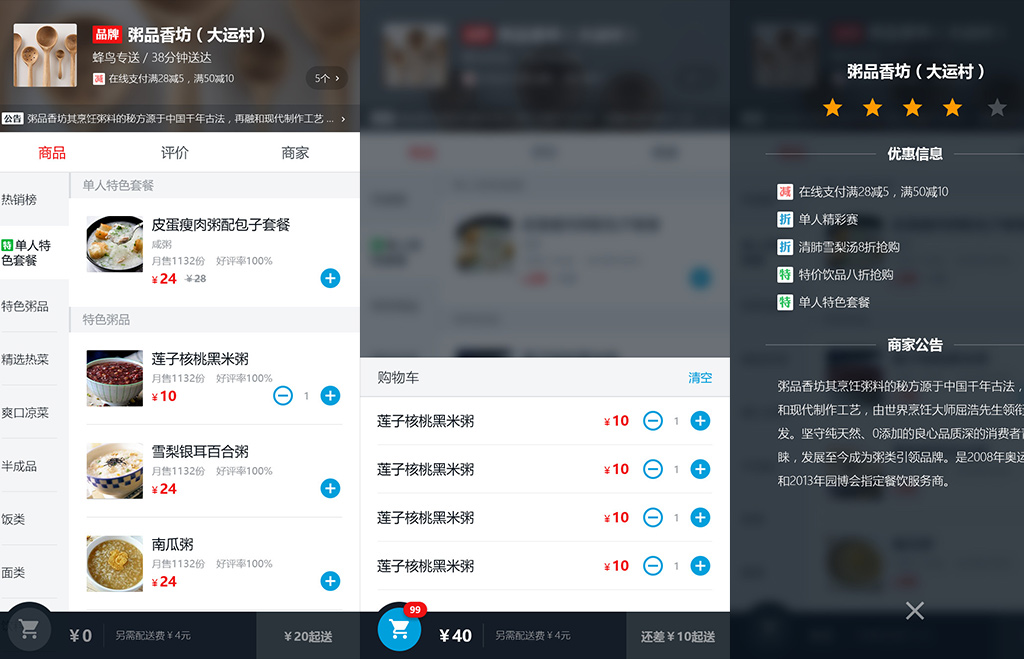 品牌 粥品香坊（大运村）
蜂鸟专送 / 38分钟送达
减 在线支付满28减5，满50减10
5个 >
公告 粥品香坊其烹饪粥料的秘方源于中国千年古法，再融和现代制作工艺 ... >
商品 评价 商家
热销榜
特 单人特
色套餐
特色粥品
精选热菜
爽口凉菜
半成品
饭类
面类
单人特色套餐
皮蛋瘦肉粥配包子套餐
咸粥
月售1132份 好评率100%
¥24 ¥28
特色粥品
莲子核桃黑米粥
月售1132份 好评率100%
¥10 1
雪梨银耳百合粥
月售1132份 好评率100%
¥24
南瓜粥
月售1132份 好评率100%
¥24
¥0 另需配送费¥4元 ¥20起送
购物车 清空
莲子核桃黑米粥 ¥10 1
莲子核桃黑米粥 ¥10 1
莲子核桃黑米粥 ¥10 1
莲子核桃黑米粥 ¥10 1
99
¥40 另需配送费¥4元 还差¥10起送
粥品香坊（大运村）
优惠信息
减 在线支付满28减5，满50减10
折 单人精彩赛
折 清肺雪梨汤8折抢购
特 特价饮品八折抢购
特 单人特色套餐
商家公告
粥品香坊其烹饪粥料的秘方源于中国千年古法，
和现代制作工艺，由世界烹饪大师屈浩先生领衔
发。坚守纯天然、0添加的良心品质深的消费者
睐，发展至今成为粥类引领品牌。是2008年奥运
和2013年园博会指定餐饮服务商。